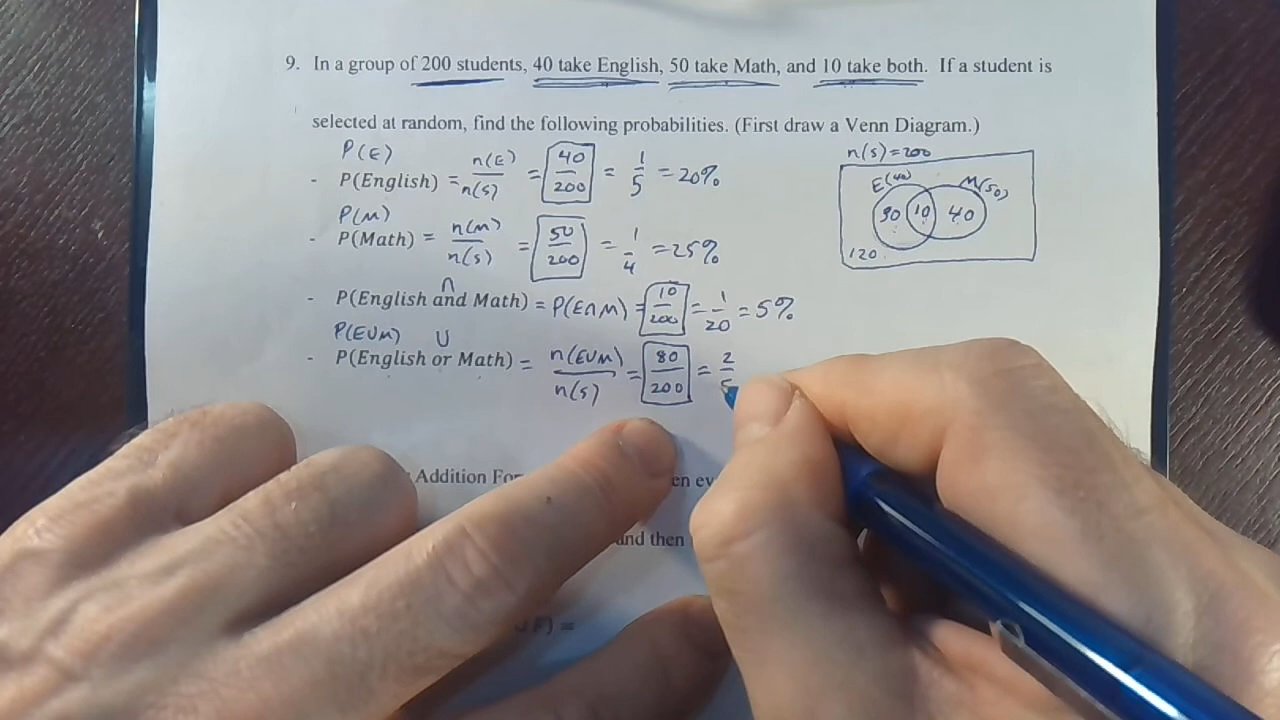 9. In a group of 200 students, 40 take English, 50 take Math, and 10 take both. If a student is
selected at random, find the following probabilities. (First draw a Venn Diagram.)
n(s)=200
E(40) M(50)
30 10 40
120
P(E)
- P(English) = n(E)/n(s) = 40/200 = 1/5 = 20%
P(M)
- P(Math) = n(M)/n(s) = 50/200 = 1/4 = 25%
∩
- P(English and Math) = P(E∩M) = 10/200 = 1/20 = 5%
P(EUM) U
- P(English or Math) = n(EUM)/n(s) = 80/200 = 2/5
Addition
en
and then
) =